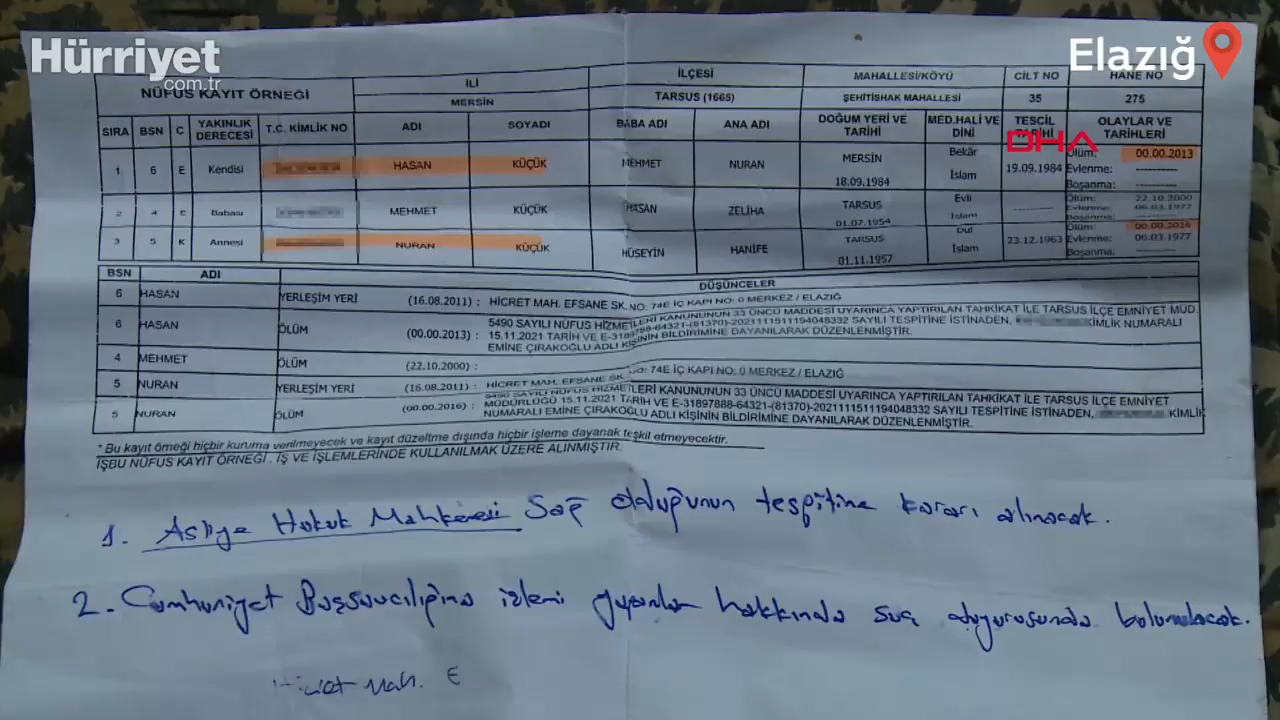 Hürriyet
.com.tr
Elazığ
DHA
NÜFUS KAYIT ÖRNEĞİ İLİ İLÇESİ MAHALLESİ/KÖYÜ CİLT NO HANE NO
MERSİN TARSUS (1665) ŞEHİTİSHAK MAHALLESİ 35 275
SIRA BSN C YAKINLIK DERECESİ T.C. KİMLİK NO ADI SOYADI BABA ADI ANA ADI DOĞUM YERİ VE TARİHİ MED.HALİ VE DİNİ TESCİL TARİHİ OLAYLAR VE TARİHLERİ
1 6 E Kendisi HASAN KÜÇÜK MEHMET NURAN MERSİN 18.09.1984 Bekâr İslam 19.09.1984 Ölüm: 00.00.2013 Evlenme: ---------- Boşanma: ----------
2 4 E Babası MEHMET KÜÇÜK HASAN ZELİHA TARSUS 01.07.1954 Evli İslam ---------- Ölüm: 22.10.2000 Evlenme: 06.03.1977 Boşanma: ----------
3 5 K Annesi NURAN KÜÇÜK HÜSEYİN HANİFE TARSUS 01.11.1957 Dul İslam 23.12.1963 Ölüm: 00.00.2016 Evlenme: 06.03.1977 Boşanma: ----------
BSN ADI DÜŞÜNCELER
6 HASAN YERLEŞİM YERİ (16.08.2011) : HİCRET MAH. EFSANE SK. NO: 74E İÇ KAPI NO: 0 MERKEZ / ELAZIĞ
6 HASAN ÖLÜM (00.00.2013) : 5490 SAYILI NÜFUS HİZMETLERİ KANUNUNUN 33 ÜNCÜ MADDESİ UYARINCA YAPTIRILAN TAHKİKAT İLE TARSUS İLÇE EMNİYET MÜD.
15.11.2021 TARİH VE E-31897888-64321-(81370)-2021111511194048332 SAYILI TESPİTİNE İSTİNADEN, KİMLİK NUMARALI
EMİNE ÇIRAKOĞLU ADLI KİŞİNİN BİLDİRİMİNE DAYANILARAK DÜZENLENMİŞTİR.
4 MEHMET ÖLÜM (22.10.2000) :
5 NURAN YERLEŞİM YERİ (16.08.2011) : HİCRET MAH. EFSANE SK. NO: 74E İÇ KAPI NO: 0 MERKEZ / ELAZIĞ
5 NURAN ÖLÜM (00.00.2016) : 5490 SAYILI NÜFUS HİZMETLERİ KANUNUNUN 33 ÜNCÜ MADDESİ UYARINCA YAPTIRILAN TAHKİKAT İLE TARSUS İLÇE EMNİYET
MÜDÜRLÜĞÜ 15.11.2021 TARİH VE E-31897888-64321-(81370)-2021111511194048332 SAYILI TESPİTİNE İSTİNADEN, KİMLİK
NUMARALI EMİNE ÇIRAKOĞLU ADLI KİŞİNİN BİLDİRİMİNE DAYANILARAK DÜZENLENMİŞTİR.
* Bu kayıt örneği hiçbir kuruma verilmeyecek ve kayıt düzeltme dışında hiçbir işleme dayanak teşkil etmeyecektir.
İŞBU NÜFUS KAYIT ÖRNEĞİ . İŞ VE İŞLEMLERİNDE KULLANILMAK ÜZERE ALINMIŞTIR.
1. Asliye Hukuk Mahkemesi Sağ olduğunun tespitine kararı alınacak.
2. Cumhuriyet Başsavcılığına işlemi yapanlar hakkında suç duyurusunda bulunulacak.
Hicret Mah. E